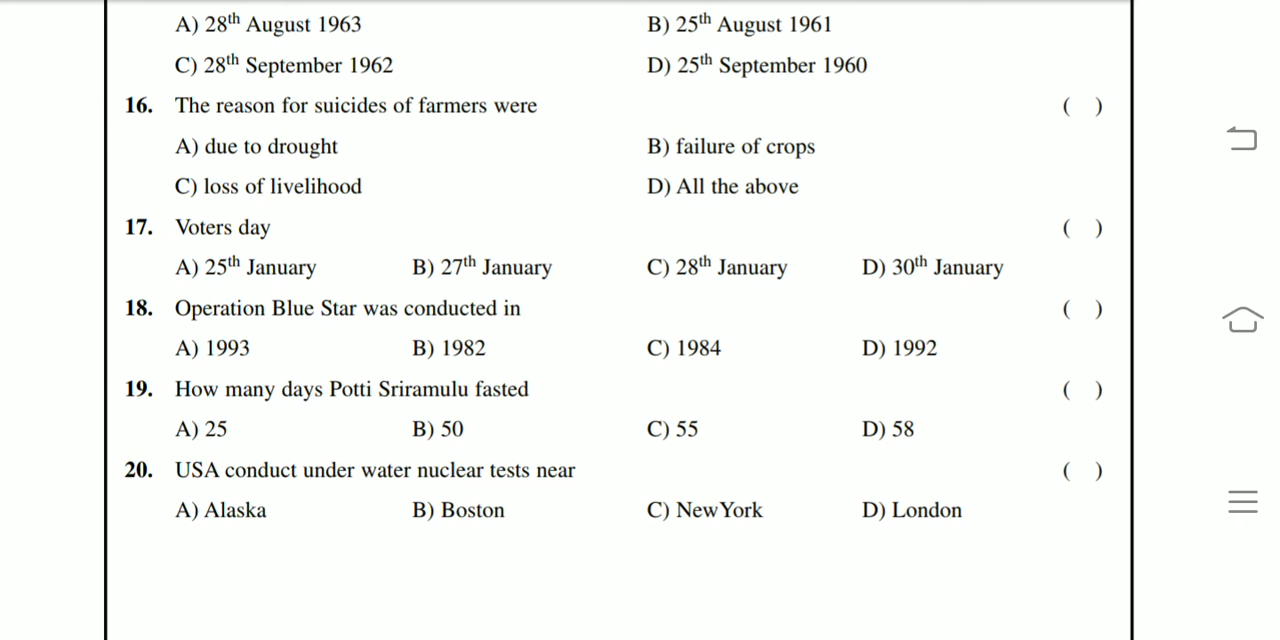 A) 28th August 1963 B) 25th August 1961
C) 28th September 1962 D) 25th September 1960
16. The reason for suicides of farmers were ( )
A) due to drought B) failure of crops
C) loss of livelihood D) All the above
17. Voters day ( )
A) 25th January B) 27th January C) 28th January D) 30th January
18. Operation Blue Star was conducted in ( )
A) 1993 B) 1982 C) 1984 D) 1992
19. How many days Potti Sriramulu fasted ( )
A) 25 B) 50 C) 55 D) 58
20. USA conduct under water nuclear tests near ( )
A) Alaska B) Boston C) NewYork D) London